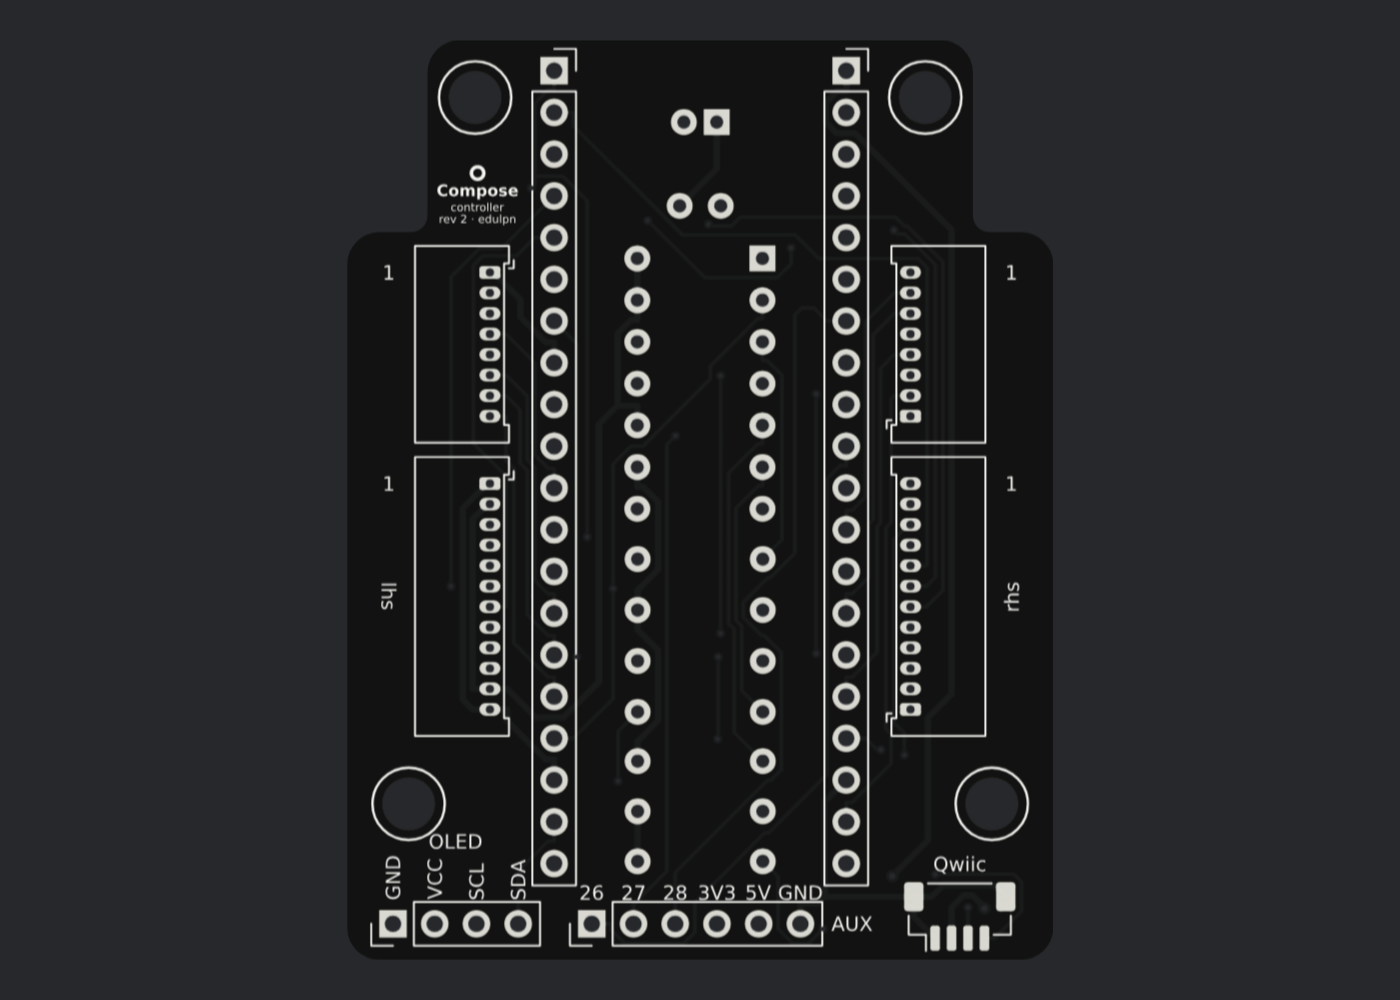 Compose
controller
rev 2 · edulpn
1
1
1
1
lhs
rhs
OLED
GND
VCC
SCL
SDA
26 27 28 3V3 5V GND
AUX
Qwiic